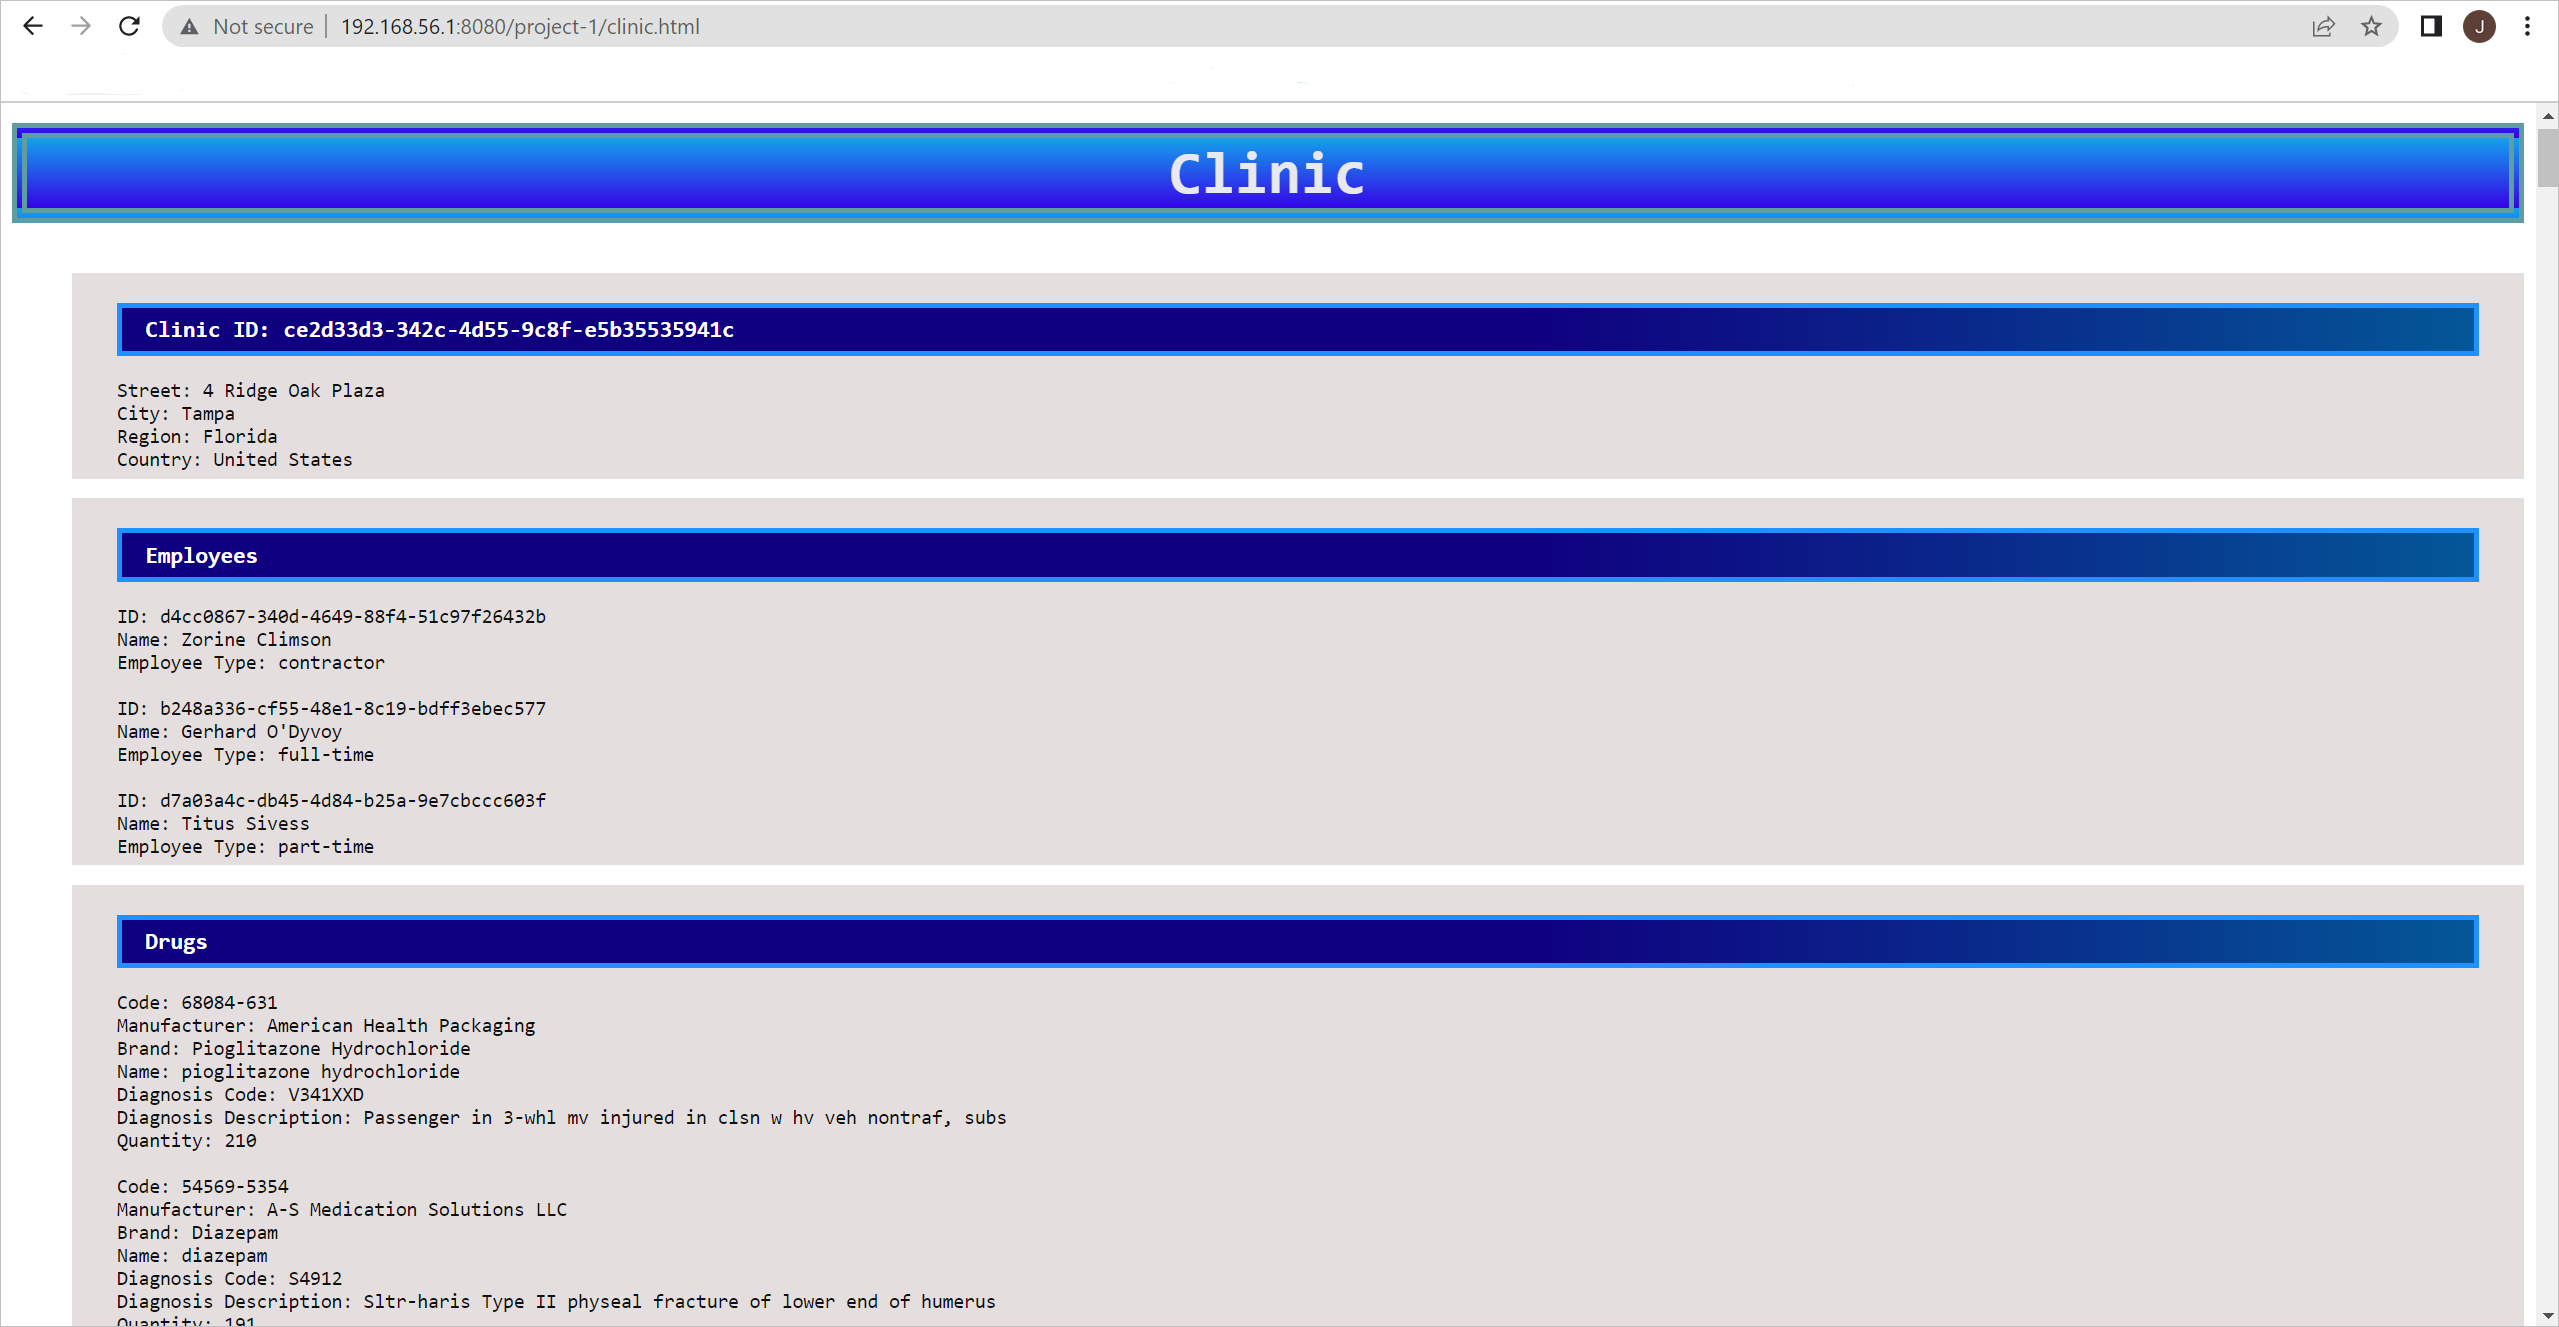 Not secure
192.168.56.1:8080/project-1/clinic.html
J
Clinic
Clinic ID: ce2d33d3-342c-4d55-9c8f-e5b35535941c
Street: 4 Ridge Oak Plaza
City: Tampa
Region: Florida
Country: United States
Employees
ID: d4cc0867-340d-4649-88f4-51c97f26432b
Name: Zorine Climson
Employee Type: contractor
ID: b248a336-cf55-48e1-8c19-bdff3ebec577
Name: Gerhard O'Dyvoy
Employee Type: full-time
ID: d7a03a4c-db45-4d84-b25a-9e7cbccc603f
Name: Titus Sivess
Employee Type: part-time
Drugs
Code: 68084-631
Manufacturer: American Health Packaging
Brand: Pioglitazone Hydrochloride
Name: pioglitazone hydrochloride
Diagnosis Code: V341XXD
Diagnosis Description: Passenger in 3-whl mv injured in clsn w hv veh nontraf, subs
Quantity: 210
Code: 54569-5354
Manufacturer: A-S Medication Solutions LLC
Brand: Diazepam
Name: diazepam
Diagnosis Code: S4912
Diagnosis Description: Sltr-haris Type II physeal fracture of lower end of humerus
Quantity: 191